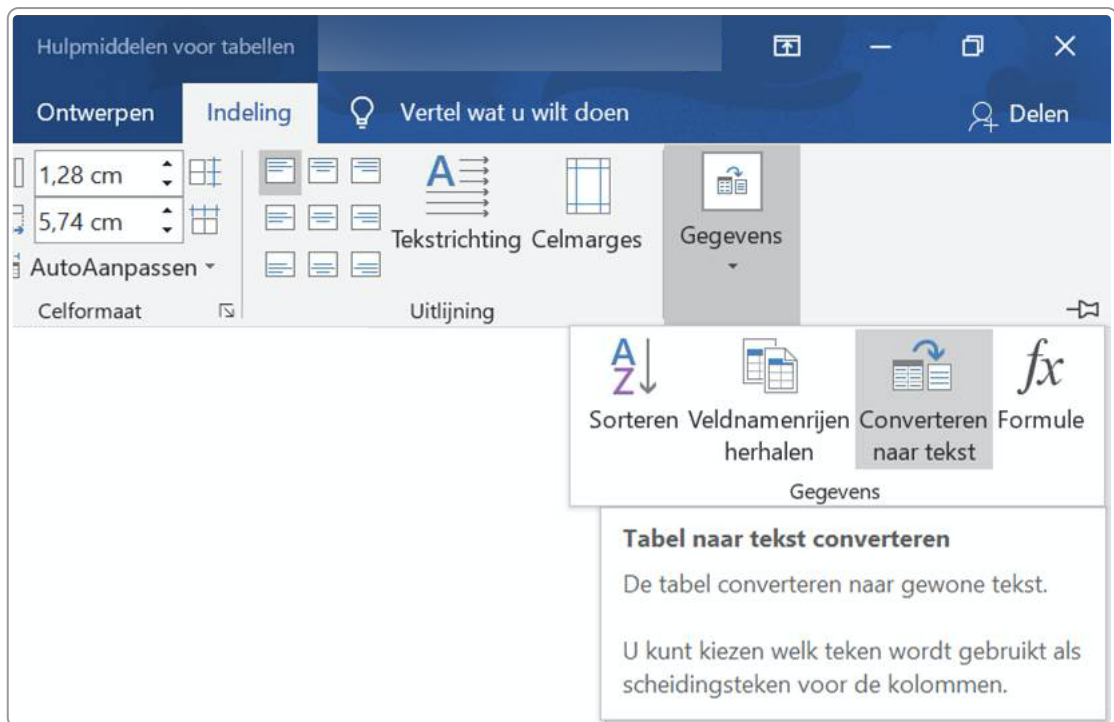 Hulpmiddelen voor tabellen
Ontwerpen Indeling Vertel wat u wilt doen Delen
1,28 cm
5,74 cm
AutoAanpassen
Celformaat
A
Tekstrichting Celmarges
Uitlijning
Gegevens
A
Z
fx
Sorteren Veldnamenrijen Converteren Formule
herhalen naar tekst
Gegevens
Tabel naar tekst converteren
De tabel converteren naar gewone tekst.
U kunt kiezen welk teken wordt gebruikt als
scheidingsteken voor de kolommen.